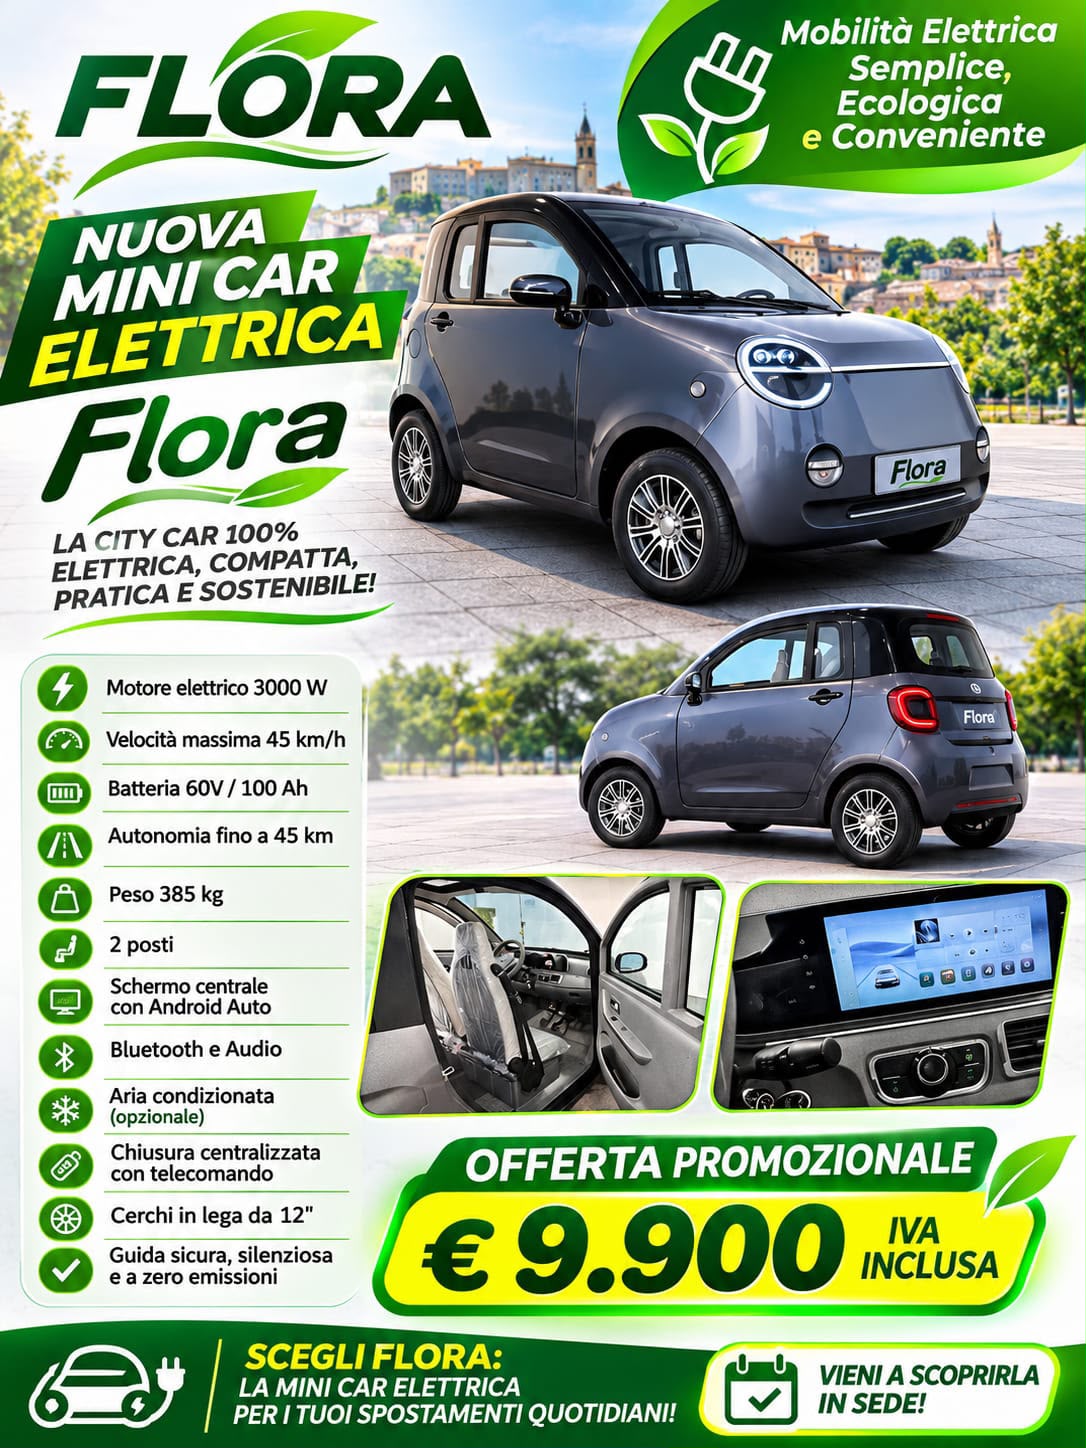 FLORA
Mobilità Elettrica
Semplice,
Ecologica
e Conveniente
NUOVA
MINI CAR
ELETTRICA
Flora
LA CITY CAR 100%
ELETTRICA, COMPATTA,
PRATICA E SOSTENIBILE!
Flora
Flora
Motore elettrico 3000 W
Velocità massima 45 km/h
Batteria 60V / 100 Ah
Autonomia fino a 45 km
Peso 385 kg
2 posti
Schermo centrale
con Android Auto
Bluetooth e Audio
Aria condizionata
(opzionale)
Chiusura centralizzata
con telecomando
Cerchi in lega da 12"
Guida sicura, silenziosa
e a zero emissioni
OFFERTA PROMOZIONALE
€ 9.900
IVA
INCLUSA
SCEGLI FLORA:
LA MINI CAR ELETTRICA
PER I TUOI SPOSTAMENTI QUOTIDIANI!
VIENI A SCOPRIRLA
IN SEDE!